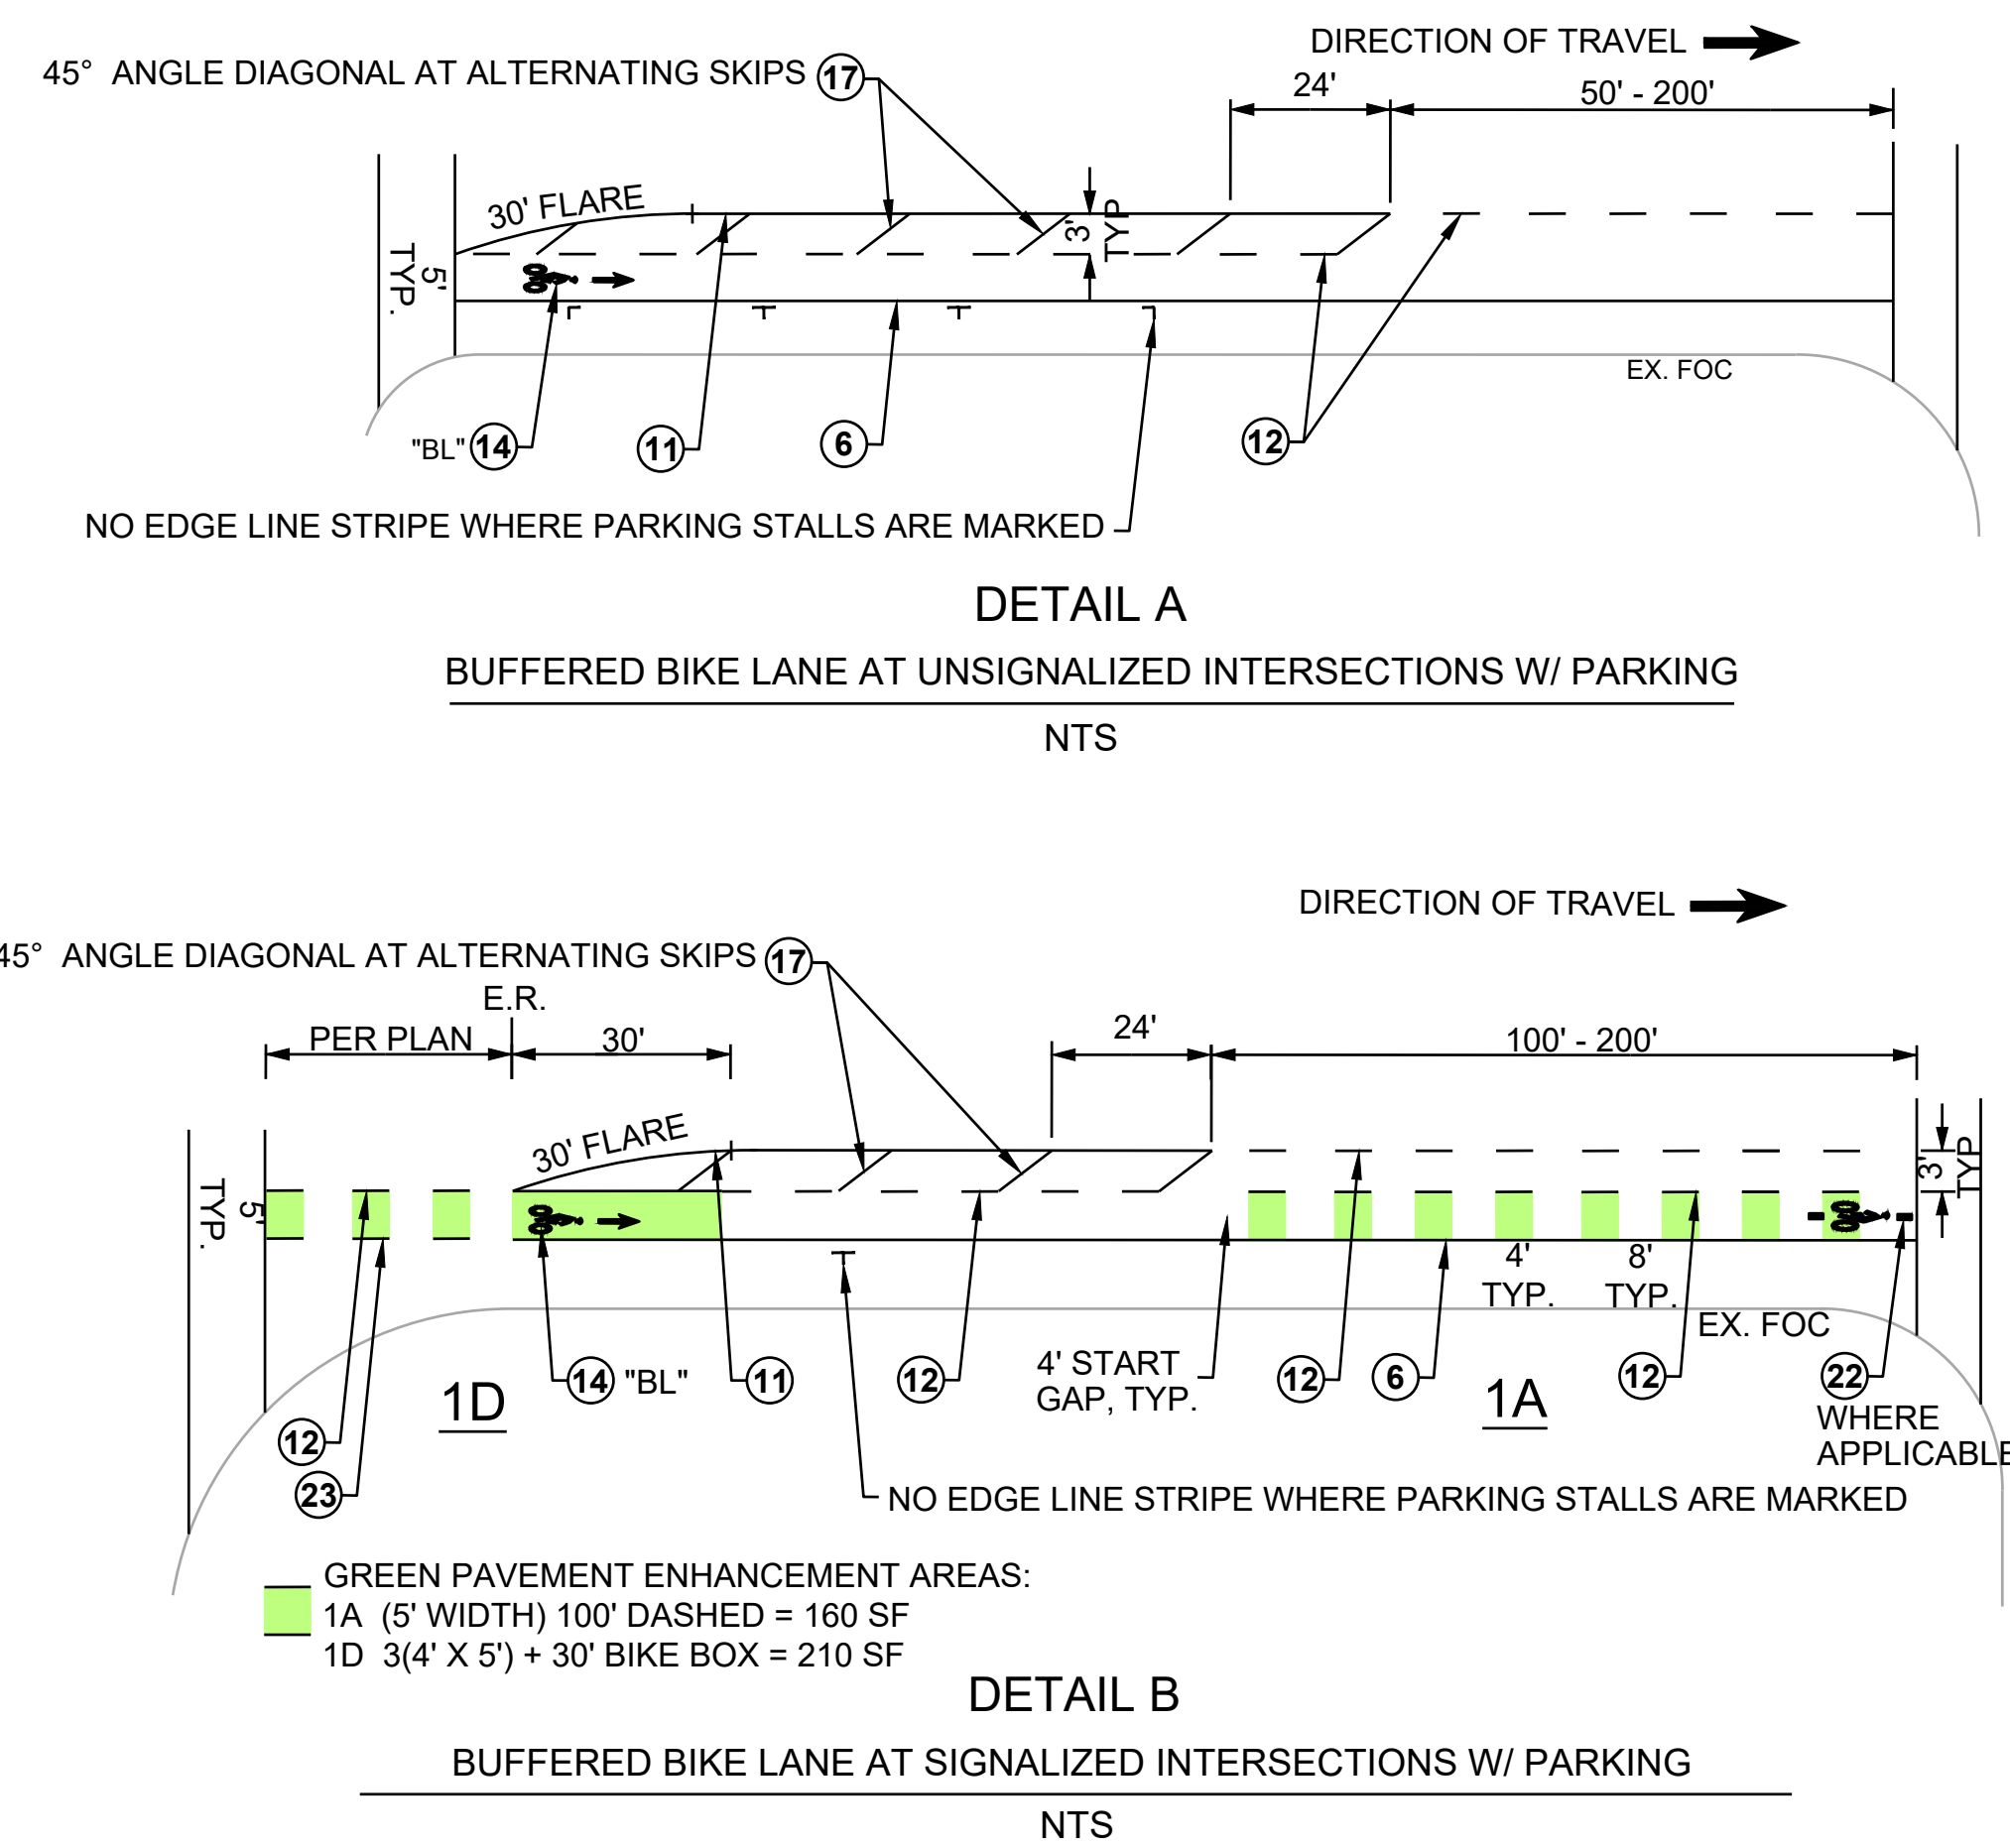 DIRECTION OF TRAVEL
45° ANGLE DIAGONAL AT ALTERNATING SKIPS 17
24'
50' - 200'
30' FLARE
3'
TYP
5'
TYP.
EX. FOC
"BL" 14
11
6
12
NO EDGE LINE STRIPE WHERE PARKING STALLS ARE MARKED
DETAIL A
BUFFERED BIKE LANE AT UNSIGNALIZED INTERSECTIONS W/ PARKING
NTS
DIRECTION OF TRAVEL
45° ANGLE DIAGONAL AT ALTERNATING SKIPS 17
E.R.
PER PLAN
30'
24'
100' - 200'
30' FLARE
3'
TYP
5'
TYP.
4'
TYP.
8'
TYP.
EX. FOC
14 "BL"
11
12
4' START
GAP, TYP.
12
6
12
22
1D
1A
WHERE
APPLICABLE
12
23
NO EDGE LINE STRIPE WHERE PARKING STALLS ARE MARKED
GREEN PAVEMENT ENHANCEMENT AREAS:
1A (5' WIDTH) 100' DASHED = 160 SF
1D 3(4' X 5') + 30' BIKE BOX = 210 SF
DETAIL B
BUFFERED BIKE LANE AT SIGNALIZED INTERSECTIONS W/ PARKING
NTS